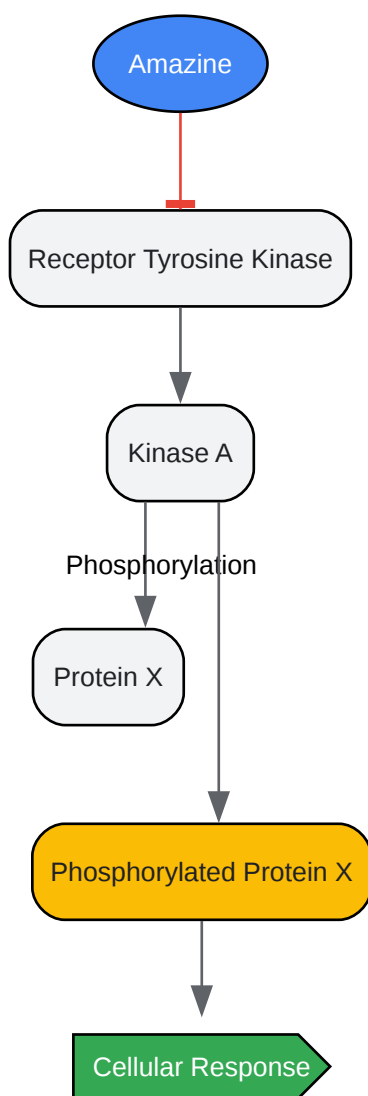 Amazine
Receptor Tyrosine Kinase
Kinase A
Phosphorylation
Protein X
Phosphorylated Protein X
Cellular Response